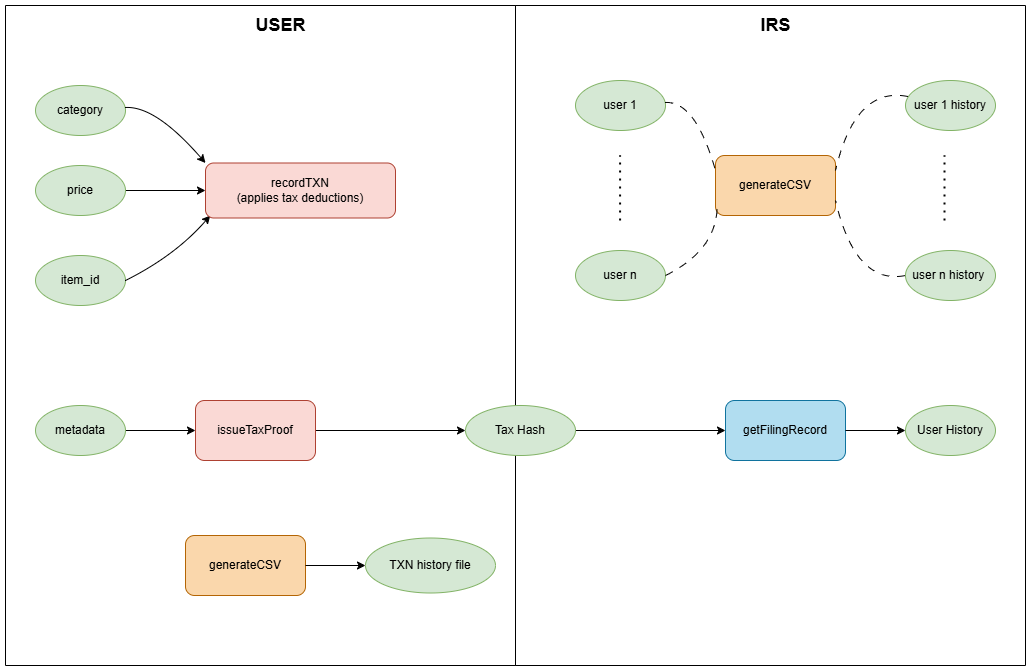 USER
category
price
item_id
recordTXN
(applies tax deductions)
metadata
issueTaxProof
Tax Hash
generateCSV
TXN history file
IRS
user 1
user n
generateCSV
user 1 history
user n history
getFilingRecord
User History